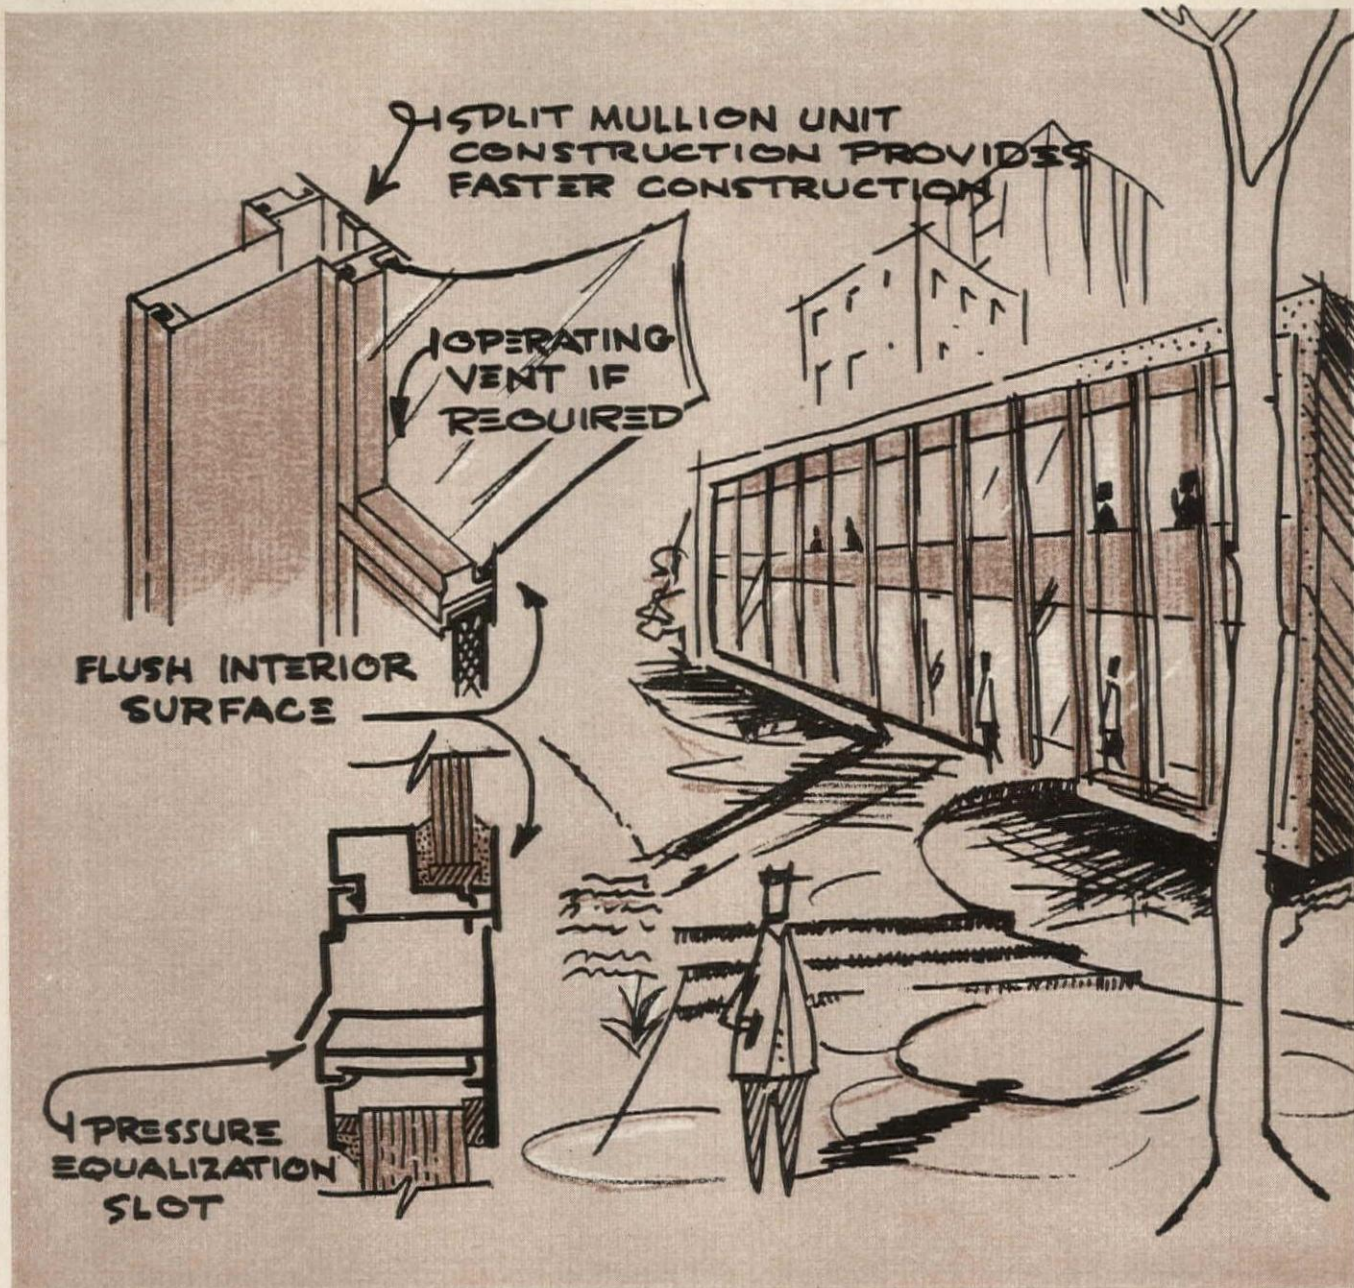 SPLIT MULLION UNIT
CONSTRUCTION PROVIDES
FASTER CONSTRUCTION
OPERATING
VENT IF
REQUIRED
FLUSH INTERIOR
SURFACE
PRESSURE
EQUALIZATION
SLOT